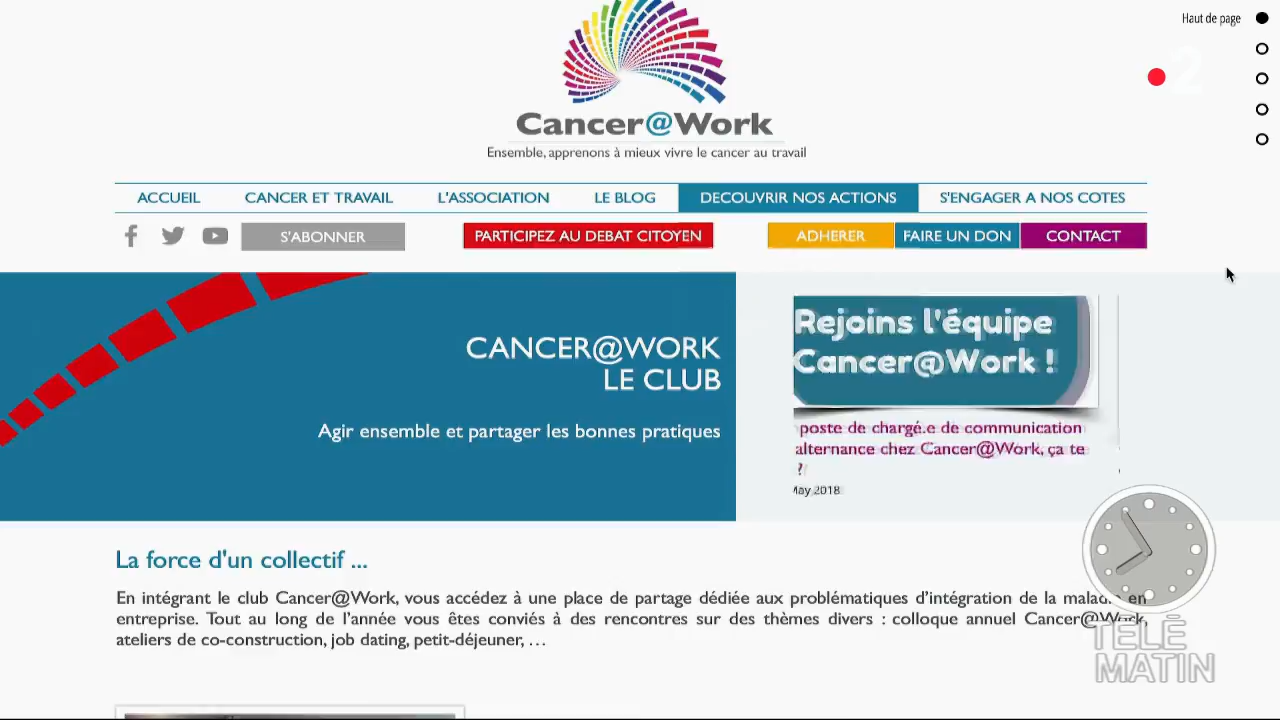 Haut de page
2
Cancer@Work
Ensemble, apprenons à mieux vivre le cancer au travail
ACCUEIL
CANCER ET TRAVAIL
L'ASSOCIATION
LE BLOG
DECOUVRIR NOS ACTIONS
S'ENGAGER A NOS COTES
S'ABONNER
PARTICIPEZ AU DEBAT CITOYEN
ADHERER
FAIRE UN DON
CONTACT
CANCER@WORK
LE CLUB
Agir ensemble et partager les bonnes pratiques
Rejoins l'équipe
Cancer@Work !
poste de chargé.e de communication
alternance chez Cancer@Work, ça te
?
May 2018
La force d'un collectif ...
En intégrant le club Cancer@Work, vous accédez à une place de partage dédiée aux problématiques d'intégration de la maladie en
entreprise. Tout au long de l'année vous êtes conviés à des rencontres sur des thèmes divers : colloque annuel Cancer@Work,
ateliers de co-construction, job dating, petit-déjeuner, …
TÉLÉ
MATIN